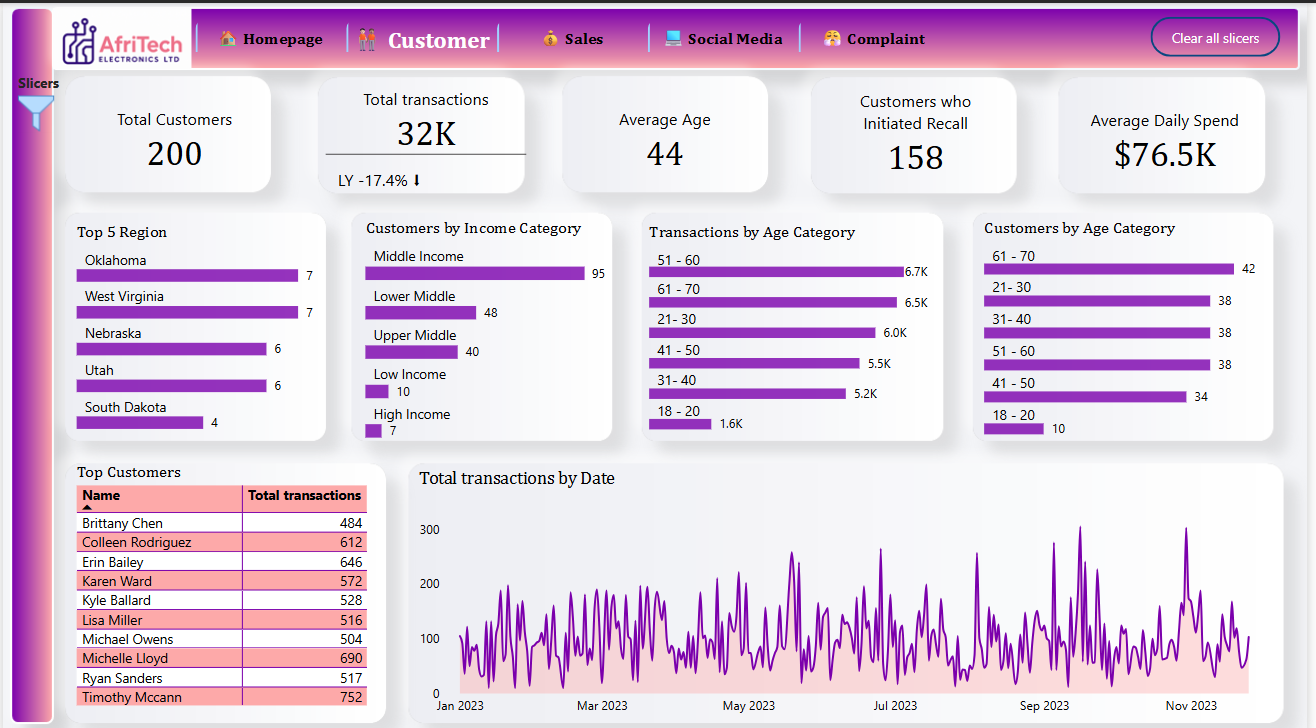 AfriTech
ELECTRONICS LTD
Homepage
Customer
Sales
Social Media
Complaint
Clear all slicers
Slicers
Total Customers
200
Total transactions
32K
LY -17.4% ⬇
Average Age
44
Customers who
Initiated Recall
158
Average Daily Spend
$76.5K
Top 5 Region
Oklahoma
7
West Virginia
7
Nebraska
6
Utah
6
South Dakota
4
Customers by Income Category
Middle Income
95
Lower Middle
48
Upper Middle
40
Low Income
10
High Income
7
Transactions by Age Category
51 - 60
6.7K
61 - 70
6.5K
21- 30
6.0K
41 - 50
5.5K
31- 40
5.2K
18 - 20
1.6K
Customers by Age Category
61 - 70
42
21- 30
38
31- 40
38
51 - 60
38
41 - 50
34
18 - 20
10
Top Customers
Name Total transactions
Brittany Chen 484
Colleen Rodriguez 612
Erin Bailey 646
Karen Ward 572
Kyle Ballard 528
Lisa Miller 516
Michael Owens 504
Michelle Lloyd 690
Ryan Sanders 517
Timothy Mccann 752
Total transactions by Date
300
200
100
0
Jan 2023 Mar 2023 May 2023 Jul 2023 Sep 2023 Nov 2023